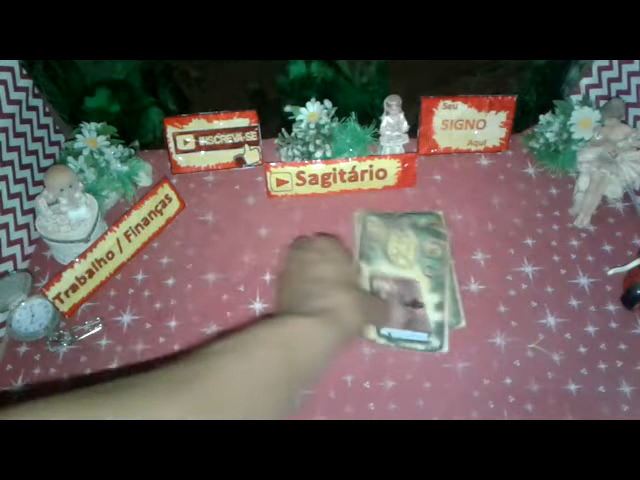 INSCREVA-SE
Sagitário
Seu
SIGNO
Aqui
Trabalho / Finanças